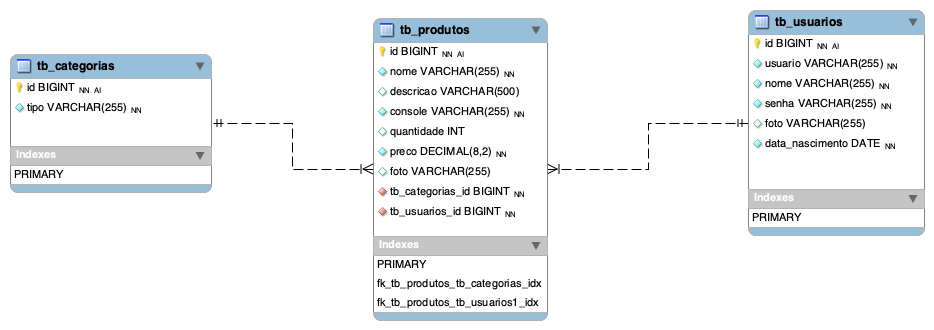 tb_categorias
id BIGINT NN AI
tipo VARCHAR(255) NN
Indexes
PRIMARY
tb_produtos
id BIGINT NN AI
nome VARCHAR(255) NN
descricao VARCHAR(500)
console VARCHAR(255) NN
quantidade INT
preco DECIMAL(8,2) NN
foto VARCHAR(255)
tb_categorias_id BIGINT NN
tb_usuarios_id BIGINT NN
Indexes
PRIMARY
fk_tb_produtos_tb_categorias_idx
fk_tb_produtos_tb_usuarios1_idx
tb_usuarios
id BIGINT NN AI
usuario VARCHAR(255) NN
nome VARCHAR(255) NN
senha VARCHAR(255) NN
foto VARCHAR(255)
data_nascimento DATE NN
Indexes
PRIMARY